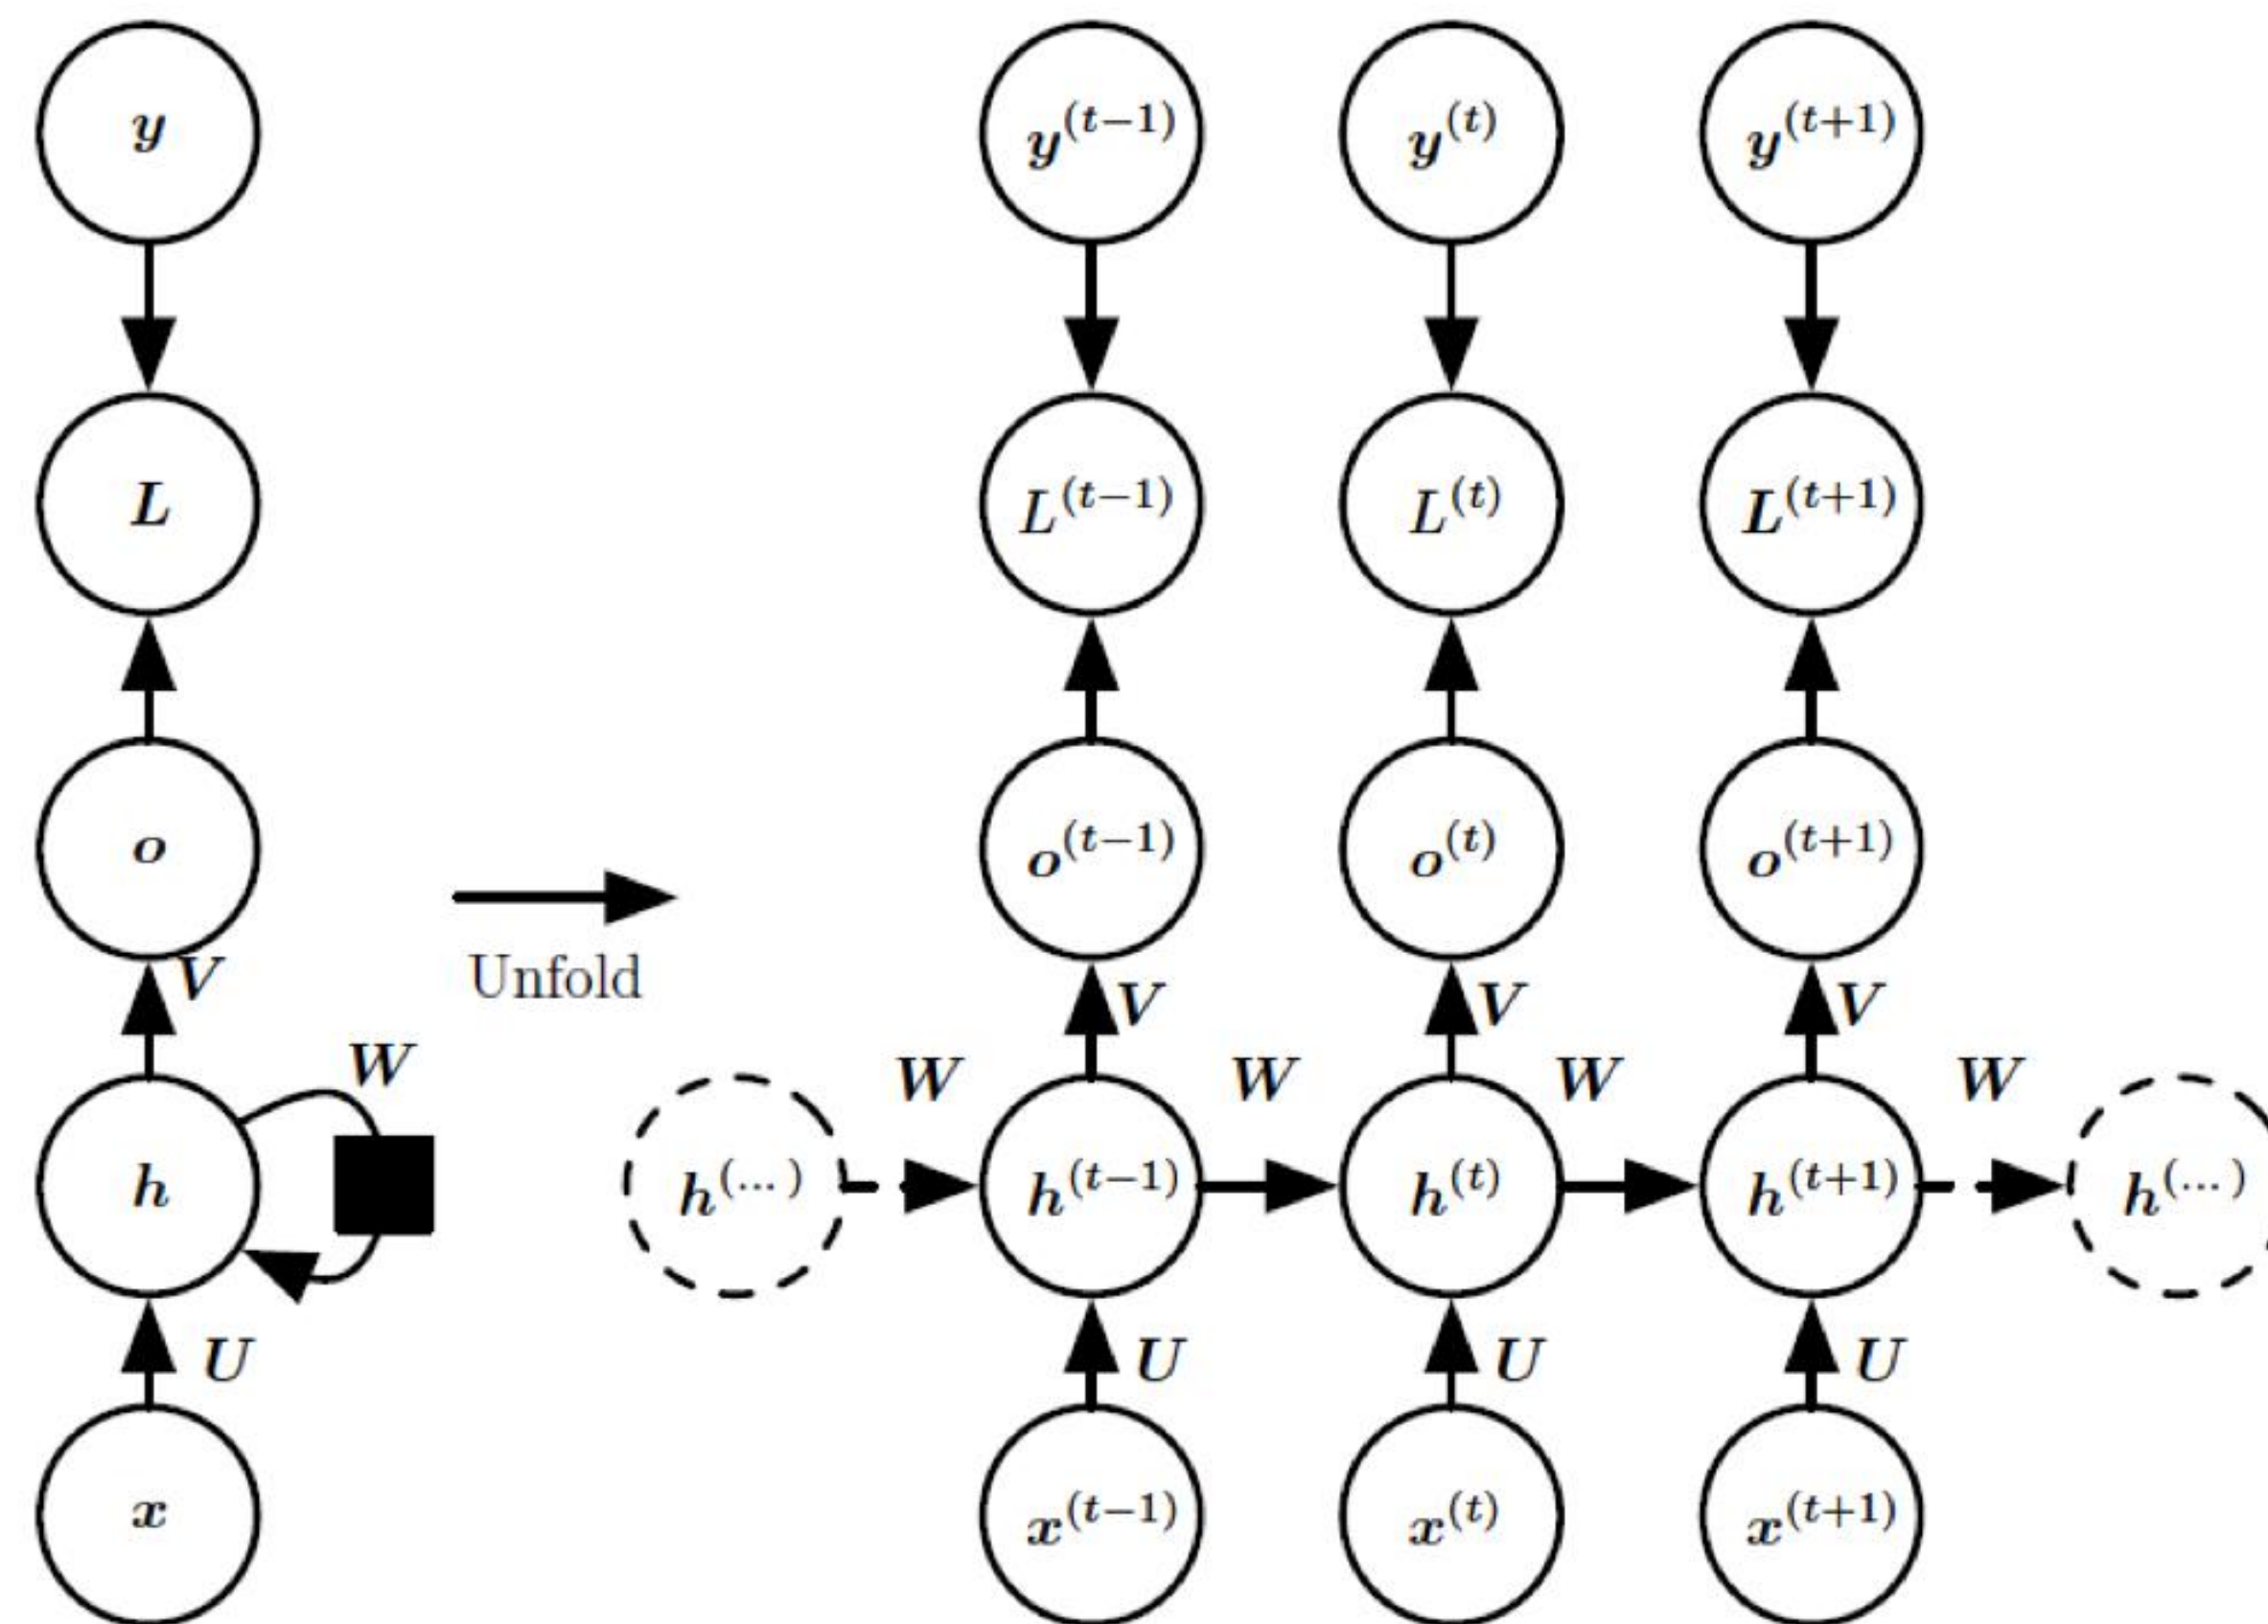 y y^(t−1) y^(t) y^(t+1)
L L^(t−1) L^(t) L^(t+1)
o o^(t−1) o^(t) o^(t+1)
Unfold
V V V V
W W W W W
h h^(...) h^(t−1) h^(t) h^(t+1) h^(...)
U U U U
x x^(t−1) x^(t) x^(t+1)